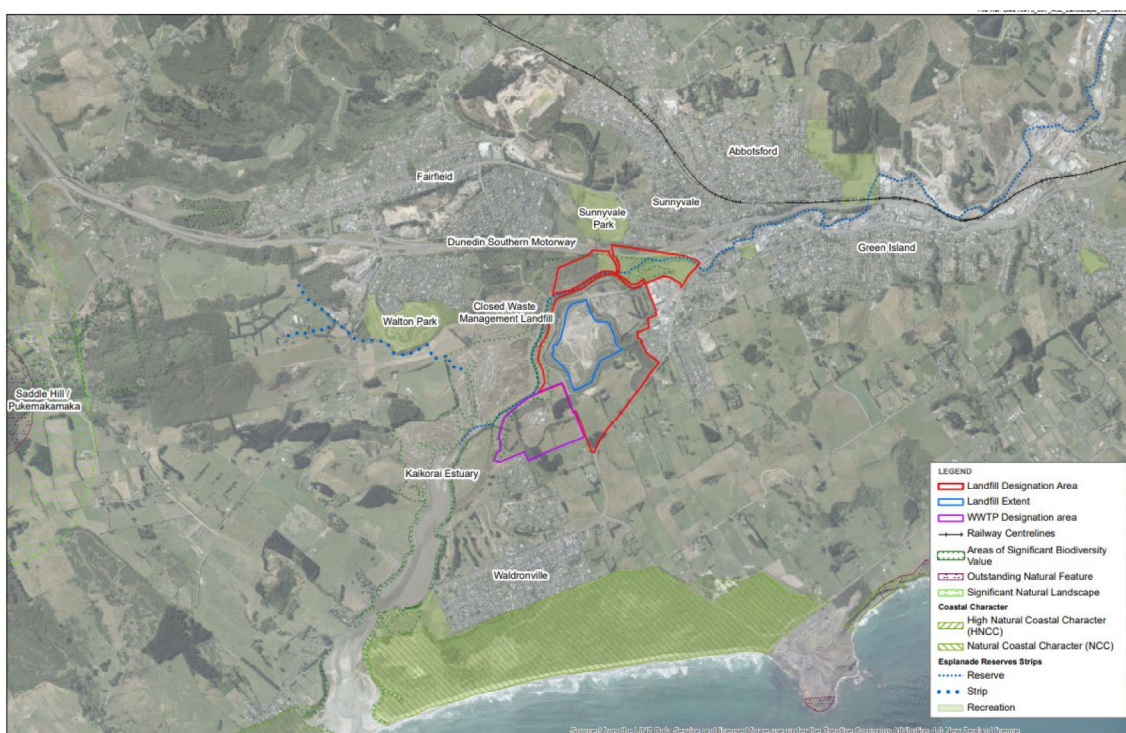 Abbotsford
Fairfield
Sunnyvale
Sunnyvale
Park
Dunedin Southern Motorway
Green Island
Closed Waste
Management Landfill
Walton Park
Saddle Hill /
Pukemakamaka
Kaikorai Estuary
Waldronville
LEGEND
Landfill Designation Area
Landfill Extent
WWTP Designation area
Railway Centrelines
Areas of Significant Biodiversity
Value
Outstanding Natural Feature
Significant Natural Landscape
Coastal Character
High Natural Coastal Character
(HNCC)
Natural Coastal Character (NCC)
Esplanade Reserves Strips
Reserve
Strip
Recreation